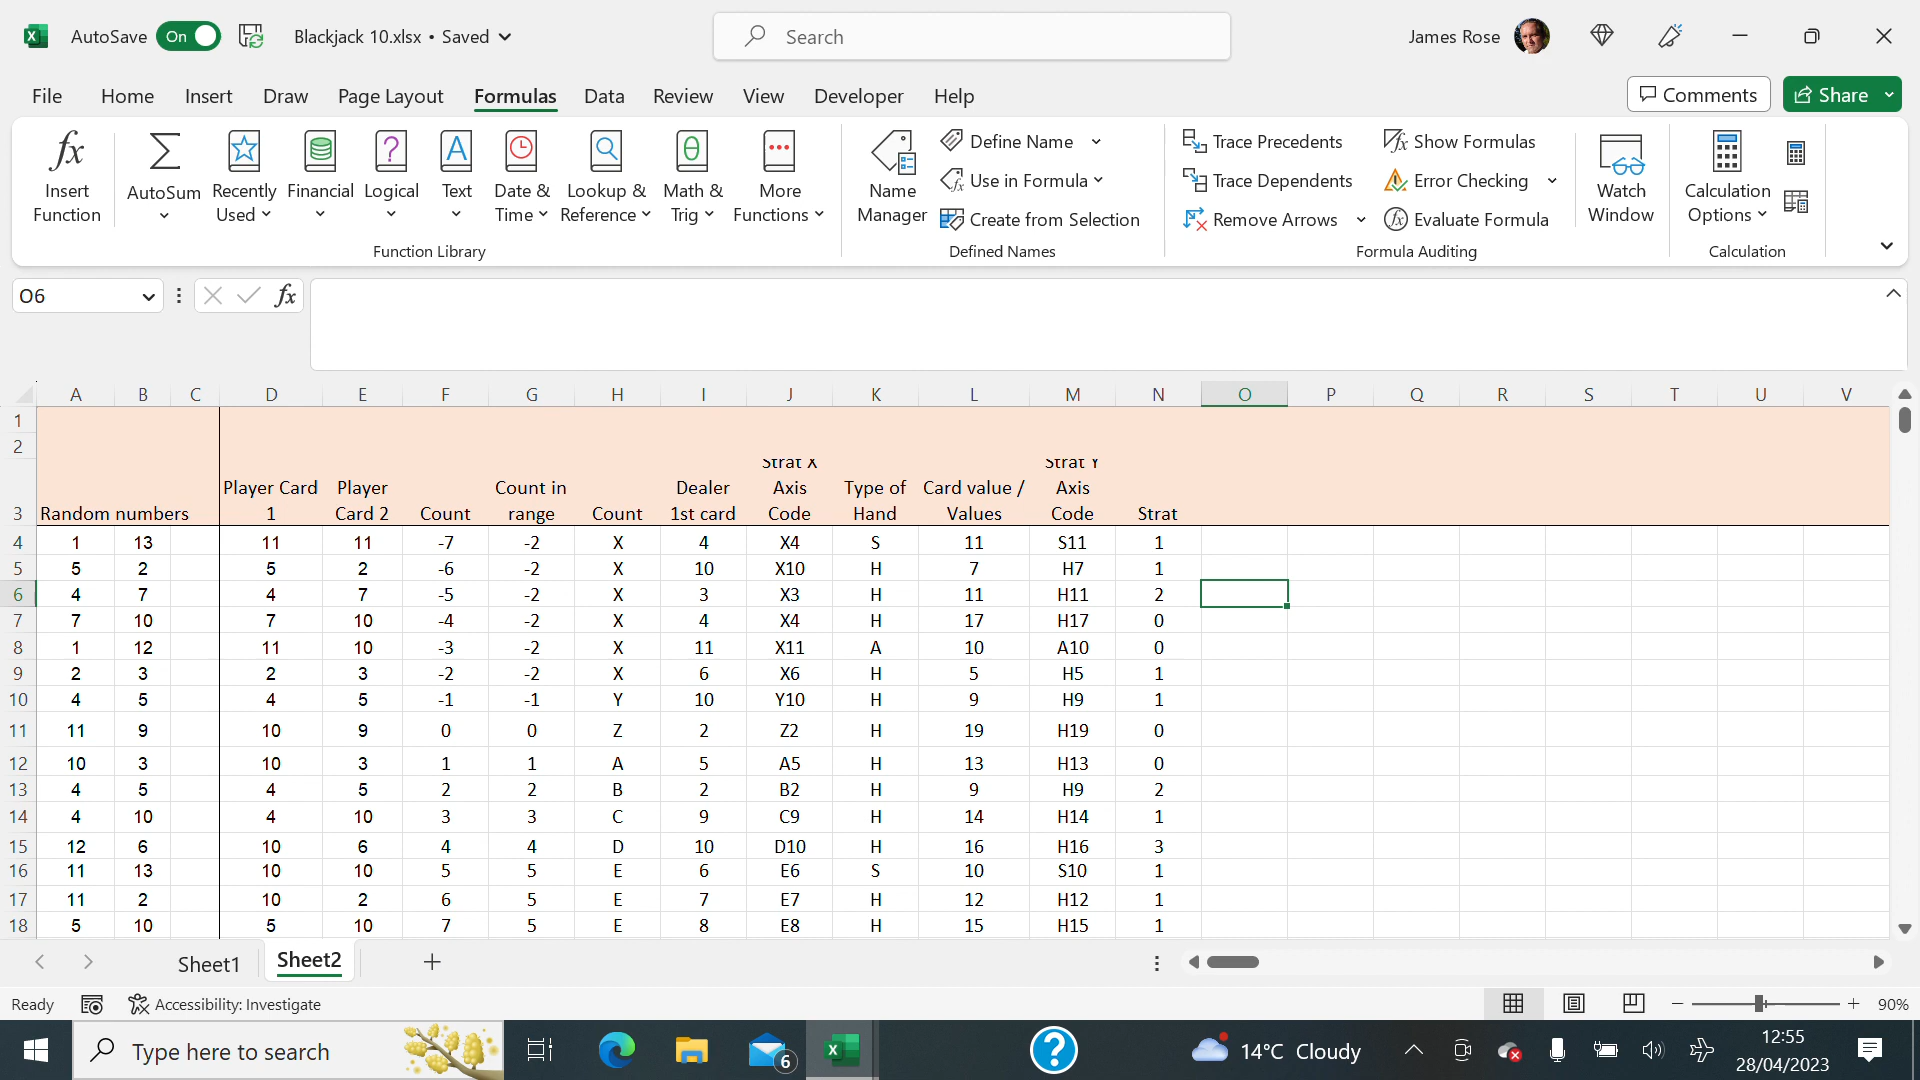 AutoSave On Blackjack 10.xlsx • Saved Search James Rose
File Home Insert Draw Page Layout Formulas Data Review View Developer Help Comments Share
Insert Function
AutoSum
Recently Used
Financial
Logical
Text
Date & Time
Lookup & Reference
Math & Trig
More Functions
Function Library
Name Manager
Define Name
Use in Formula
Create from Selection
Defined Names
Trace Precedents
Trace Dependents
Remove Arrows
Show Formulas
Error Checking
Evaluate Formula
Formula Auditing
Watch Window
Calculation Options
Calculation
O6 fx
A B C D E F G H I J K L M N O P Q R S T U V
1
2
3 Random numbers Player Card 1 Player Card 2 Count Count in range Count Dealer 1st card Strat X Axis Code Type of Hand Card value / Values Strat Y Axis Code Strat
4 1 13 11 11 -7 -2 X 4 X4 S 11 S11 1
5 5 2 5 2 -6 -2 X 10 X10 H 7 H7 1
6 4 7 4 7 -5 -2 X 3 X3 H 11 H11 2
7 7 10 7 10 -4 -2 X 4 X4 H 17 H17 0
8 1 12 11 10 -3 -2 X 11 X11 A 10 A10 0
9 2 3 2 3 -2 -2 X 6 X6 H 5 H5 1
10 4 5 4 5 -1 -1 Y 10 Y10 H 9 H9 1
11 11 9 10 9 0 0 Z 2 Z2 H 19 H19 0
12 10 3 10 3 1 1 A 5 A5 H 13 H13 0
13 4 5 4 5 2 2 B 2 B2 H 9 H9 2
14 4 10 4 10 3 3 C 9 C9 H 14 H14 1
15 12 6 10 6 4 4 D 10 D10 H 16 H16 3
16 11 13 10 10 5 5 E 6 E6 S 10 S10 1
17 11 2 10 2 6 5 E 7 E7 H 12 H12 1
18 5 10 5 10 7 5 E 8 E8 H 15 H15 1
Sheet1 Sheet2
Ready Accessibility: Investigate 90%
Type here to search 6 14°C Cloudy 12:55
28/04/2023